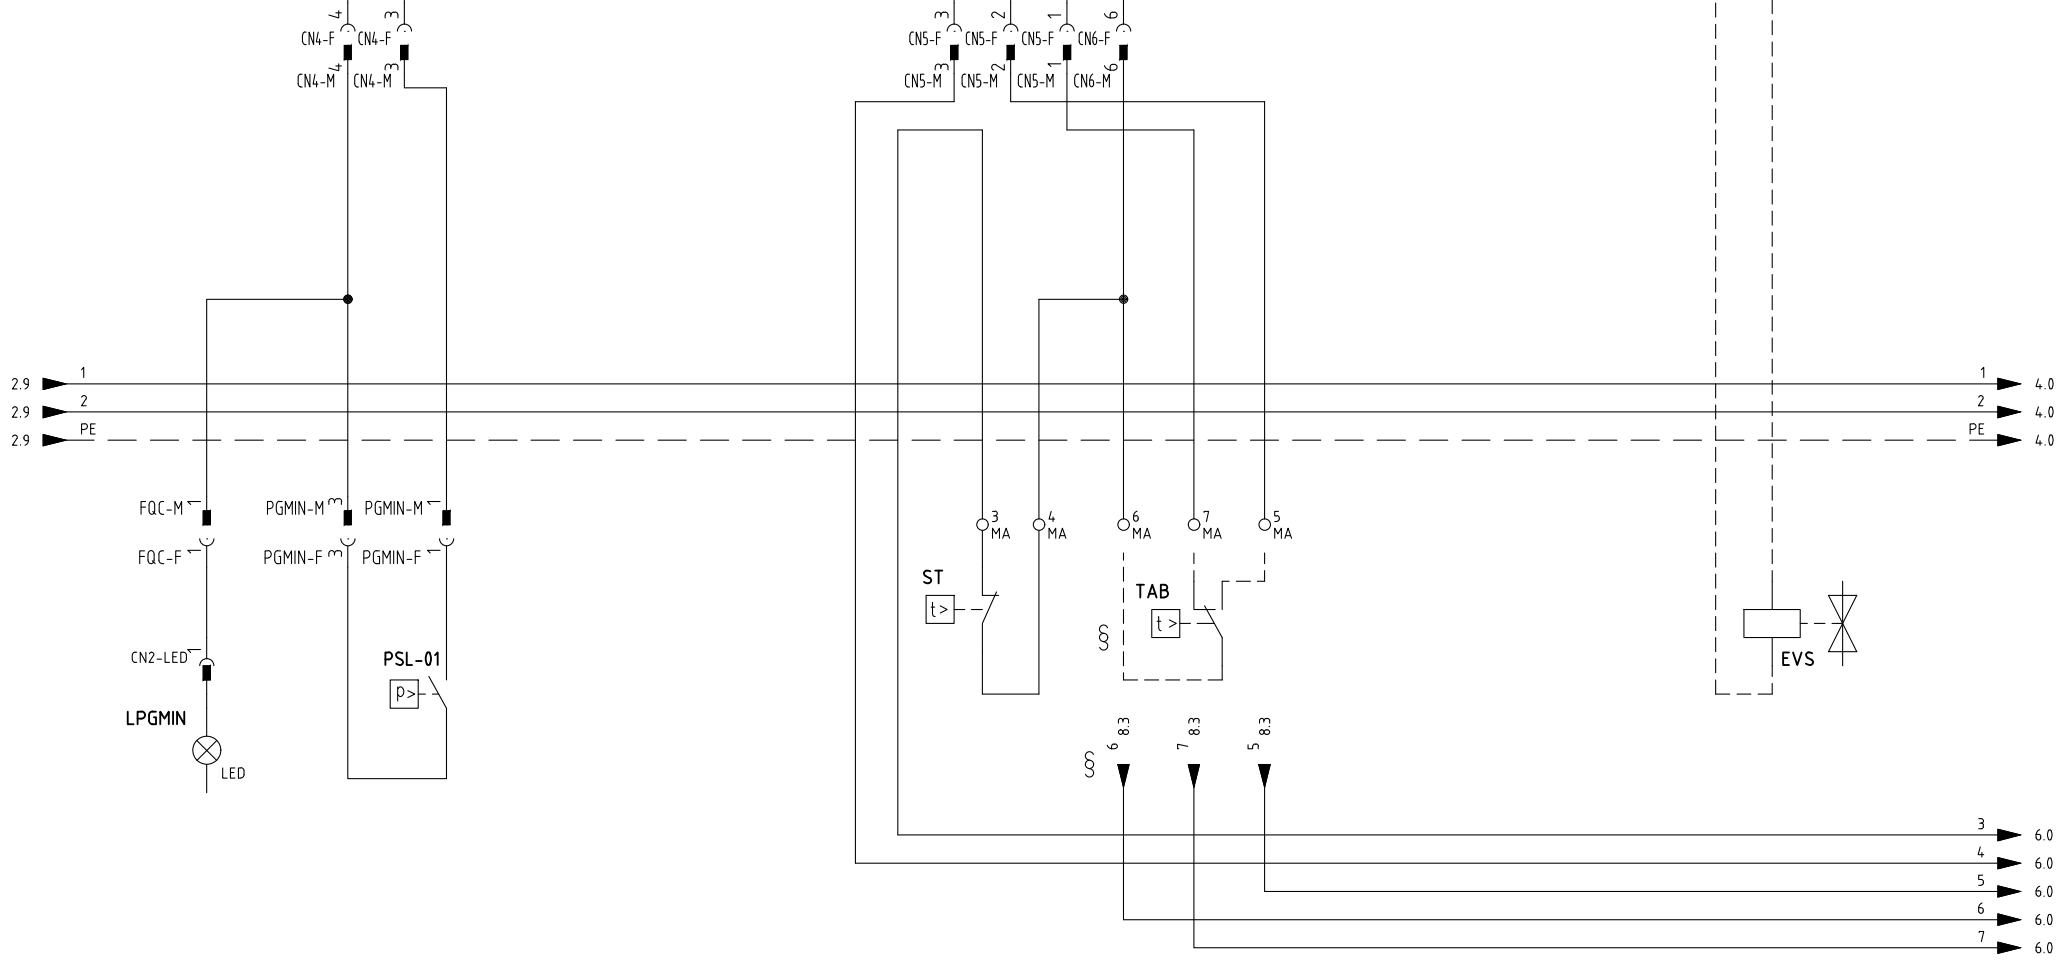 4 3 3 2 1 6
CN4-F CN4-F CN5-F CN5-F CN5-F CN6-F
4 3 3 2 1 6
CN4-M CN4-M CN5-M CN5-M CN5-M CN6-M
2.9 1 1 4.0
2.9 2 2 4.0
2.9 PE PE 4.0
FQC-M 1 PGMIN-M 3 PGMIN-M 1
3 4 6 7 5
MA MA MA MA MA
FQC-F 1 PGMIN-F 3 PGMIN-F 1
ST
TAB
t>
t >
§
CN2-LED 1
PSL-01
EVS
p>
LPGMIN
8.3 8.3 8.3
6 7 5
§
LED
3 6.0
4 6.0
5 6.0
6 6.0
7 6.0